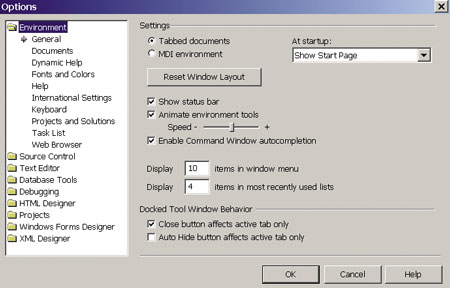 Options
Environment
General
Documents
Dynamic Help
Fonts and Colors
Help
International Settings
Keyboard
Projects and Solutions
Task List
Web Browser
Source Control
Text Editor
Database Tools
Debugging
HTML Designer
Projects
Windows Forms Designer
XML Designer
Settings
Tabbed documents
MDI environment
At startup:
Show Start Page
Reset Window Layout
Show status bar
Animate environment tools
Speed - +
Enable Command Window autocompletion
Display 10 items in window menu
Display 4 items in most recently used lists
Docked Tool Window Behavior
Close button affects active tab only
Auto Hide button affects active tab only
OK Cancel Help